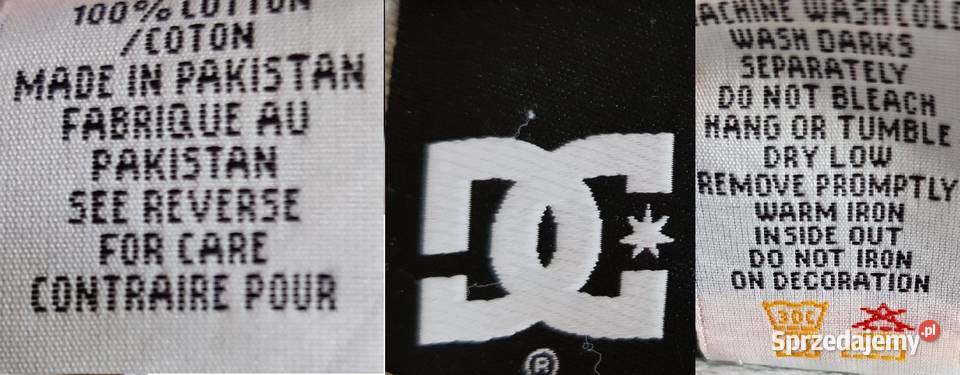 100% COTTON
/COTON
MADE IN PAKISTAN
FABRIQUE AU
PAKISTAN
SEE REVERSE
FOR CARE
CONTRAIRE POUR
DC
®
MACHINE WASH COLD
WASH DARKS
SEPARATELY
DO NOT BLEACH
HANG OR TUMBLE
DRY LOW
REMOVE PROMPTLY
WARM IRON
INSIDE OUT
DO NOT IRON
ON DECORATION
30C
Sprzedajemy.pl